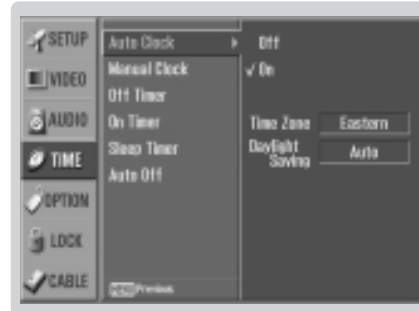 SETUP
VIDEO
AUDIO
TIME
OPTION
LOCK
CABLE
Auto Clock
Manual Clock
Off Timer
On Timer
Sleep Timer
Auto Off
MENU Previous
Off
√ On
Time Zone Eastern
Daylight
Saving Auto